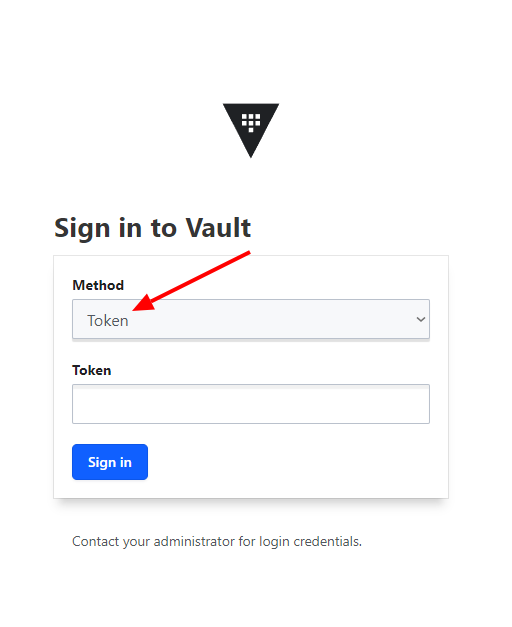 Sign in to Vault
Method
Token
Token
Sign in
Contact your administrator for login credentials.